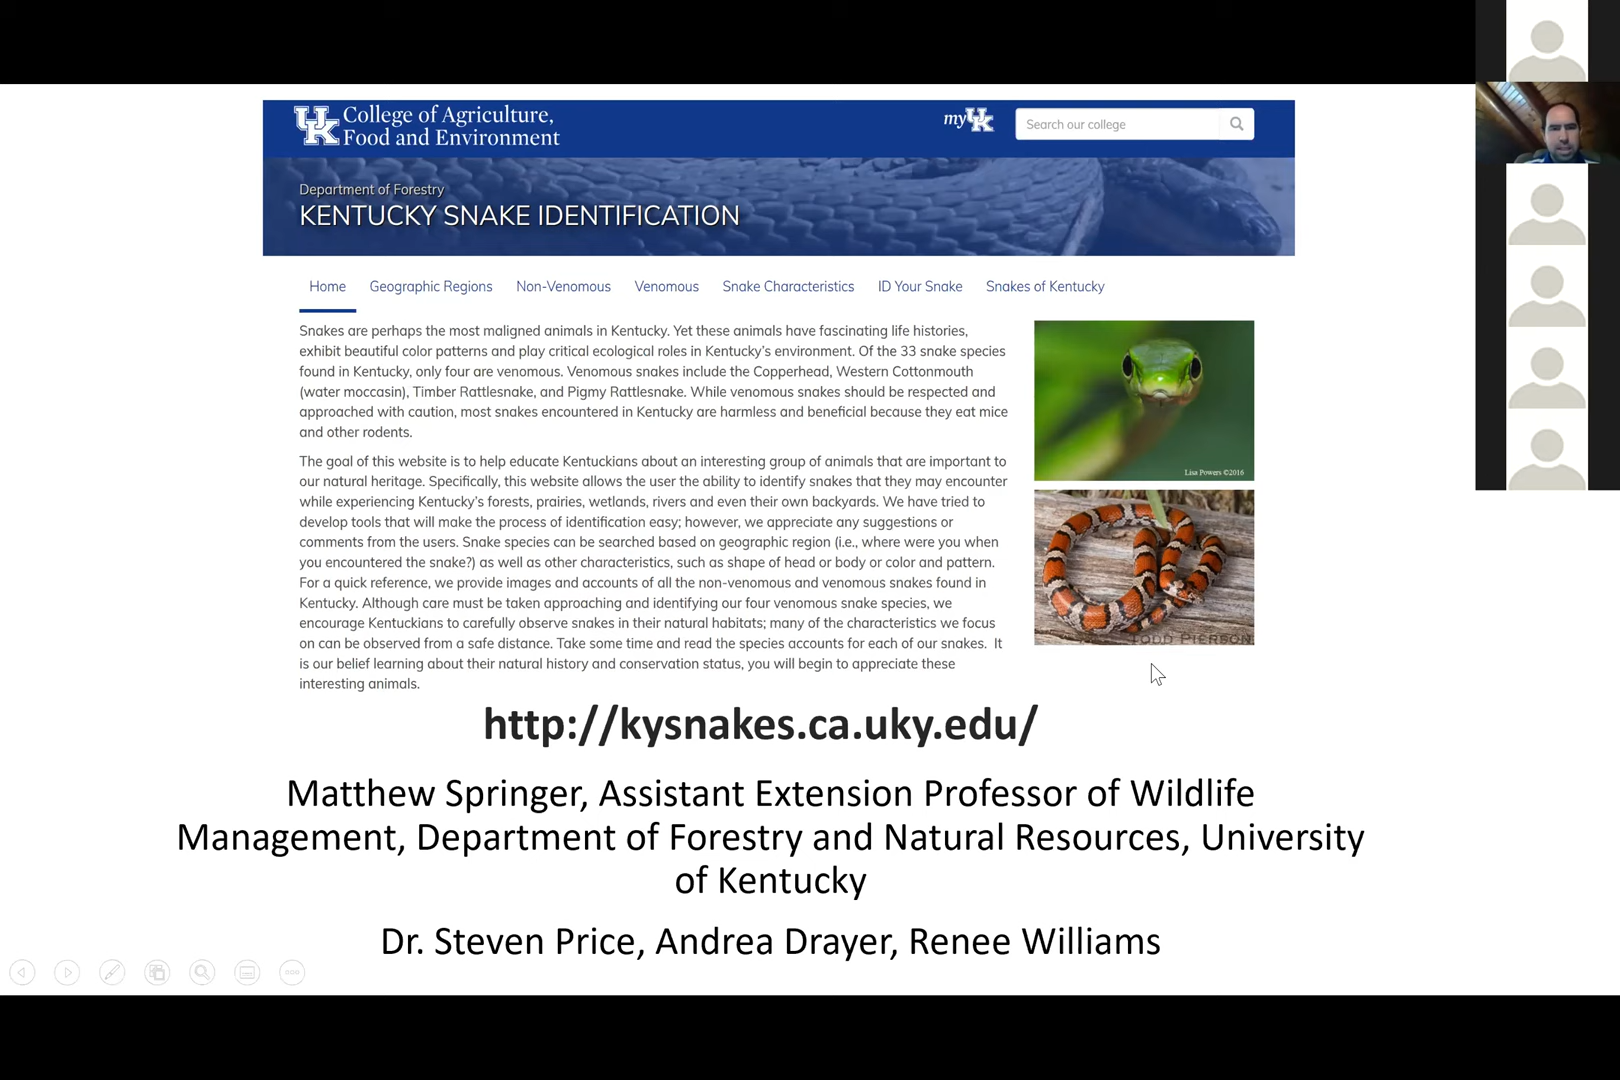 UK College of Agriculture,
Food and Environment
myUK
Search our college
Department of Forestry
KENTUCKY SNAKE IDENTIFICATION
Home Geographic Regions Non-Venomous Venomous Snake Characteristics ID Your Snake Snakes of Kentucky
Snakes are perhaps the most maligned animals in Kentucky. Yet these animals have fascinating life histories,
exhibit beautiful color patterns and play critical ecological roles in Kentucky's environment. Of the 33 snake species
found in Kentucky, only four are venomous. Venomous snakes include the Copperhead, Western Cottonmouth
(water moccasin), Timber Rattlesnake, and Pigmy Rattlesnake. While venomous snakes should be respected and
approached with caution, most snakes encountered in Kentucky are harmless and beneficial because they eat mice
and other rodents.
The goal of this website is to help educate Kentuckians about an interesting group of animals that are important to
our natural heritage. Specifically, this website allows the user the ability to identify snakes that they may encounter
while experiencing Kentucky's forests, prairies, wetlands, rivers and even their own backyards. We have tried to
develop tools that will make the process of identification easy; however, we appreciate any suggestions or
comments from the users. Snake species can be searched based on geographic region (i.e., where were you when
you encountered the snake?) as well as other characteristics, such as shape of head or body or color and pattern.
For a quick reference, we provide images and accounts of all the non-venomous and venomous snakes found in
Kentucky. Although care must be taken approaching and identifying our four venomous snake species, we
encourage Kentuckians to carefully observe snakes in their natural habitats; many of the characteristics we focus
on can be observed from a safe distance. Take some time and read the species accounts for each of our snakes. It
is our belief learning about their natural history and conservation status, you will begin to appreciate these
interesting animals.
Lisa Powers ©2016
TODD PIERSON
http://kysnakes.ca.uky.edu/
Matthew Springer, Assistant Extension Professor of Wildlife
Management, Department of Forestry and Natural Resources, University
of Kentucky
Dr. Steven Price, Andrea Drayer, Renee Williams